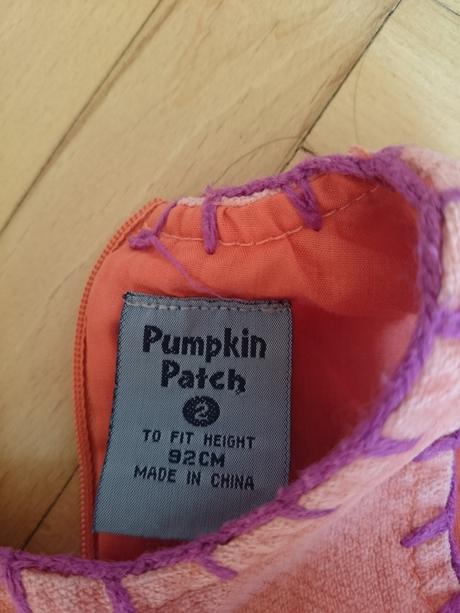 Pumpkin
Patch
2
TO FIT HEIGHT
92CM
MADE IN CHINA